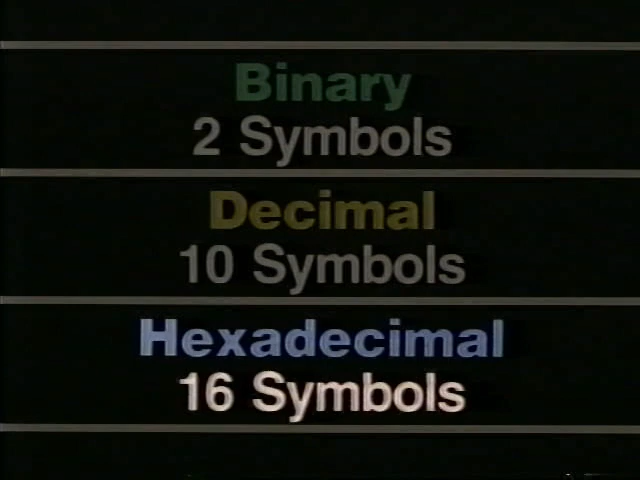 Binary
2 Symbols
Decimal
10 Symbols
Hexadecimal
16 Symbols